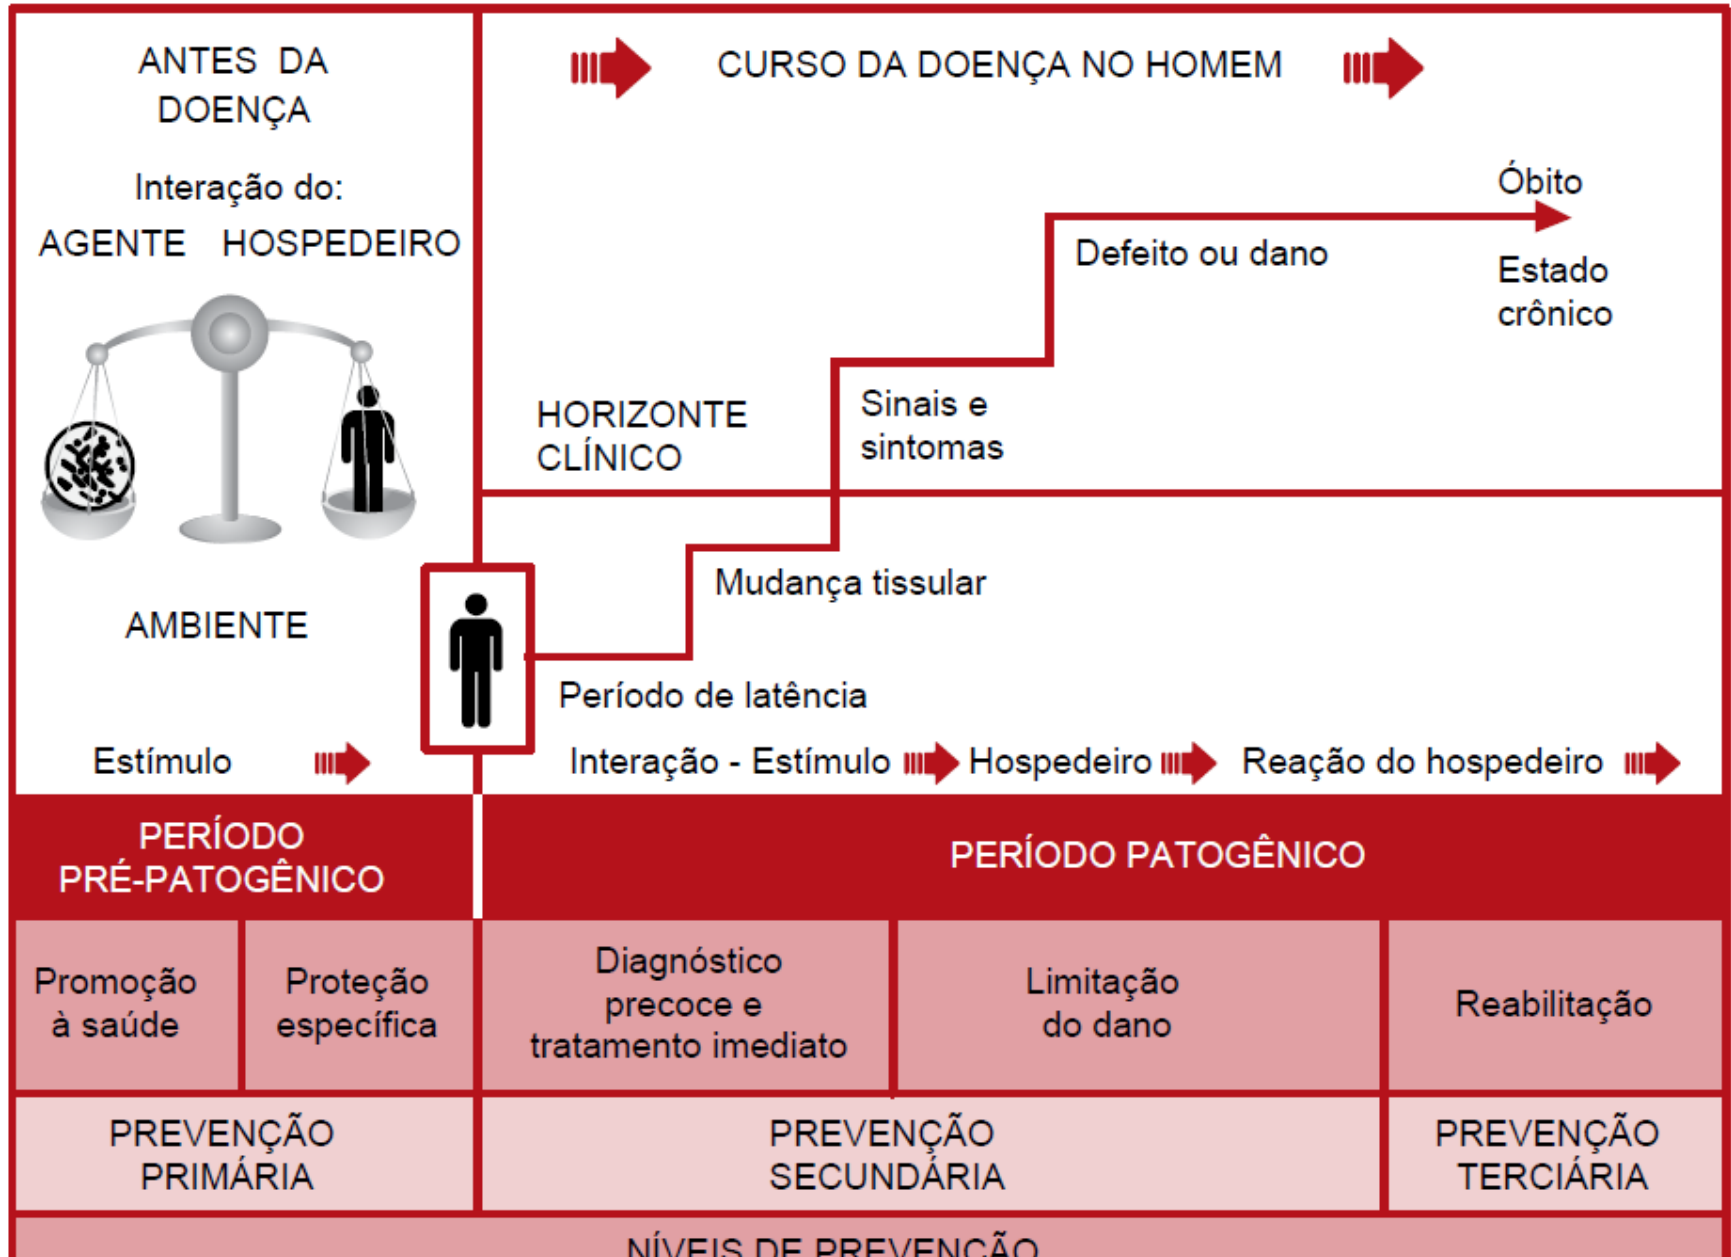 ANTES DA
DOENÇA
Interação do:
AGENTE HOSPEDEIRO
AMBIENTE
Estímulo
CURSO DA DOENÇA NO HOMEM
Óbito
Defeito ou dano
Estado
crônico
HORIZONTE
CLÍNICO
Sinais e
sintomas
Mudança tissular
Período de latência
Interação - Estímulo Hospedeiro Reação do hospedeiro
PERÍODO
PRÉ-PATOGÊNICO
PERÍODO PATOGÊNICO
Promoção
à saúde
Proteção
específica
Diagnóstico
precoce e
tratamento imediato
Limitação
do dano
Reabilitação
PREVENÇÃO
PRIMÁRIA
PREVENÇÃO
SECUNDÁRIA
PREVENÇÃO
TERCIÁRIA
NÍVEIS DE PREVENÇÃO